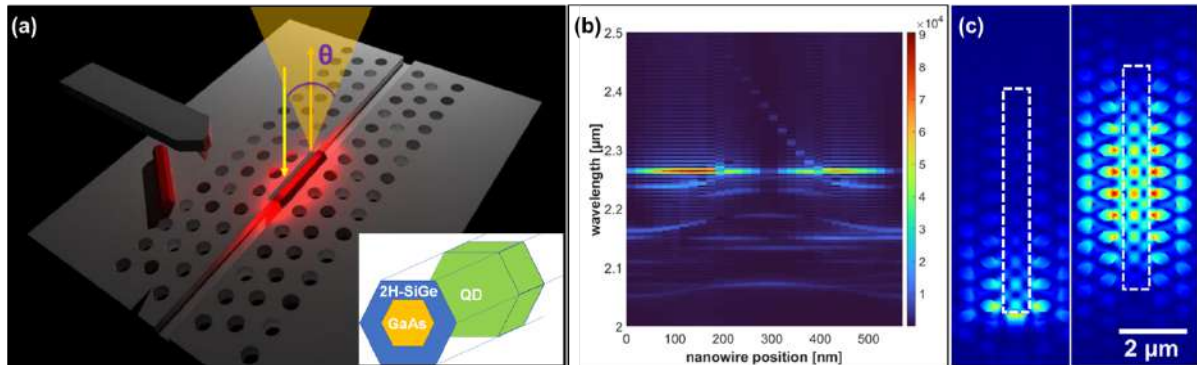 (a)
θ
2H-SiGe
QD
GaAs
(b)
×10⁴
2.5
2.4
2.3
2.2
2.1
2
wavelength [µm]
0
100
200
300
400
500
nanowire position [nm]
9
8
7
6
5
4
3
2
1
(c)
2 µm